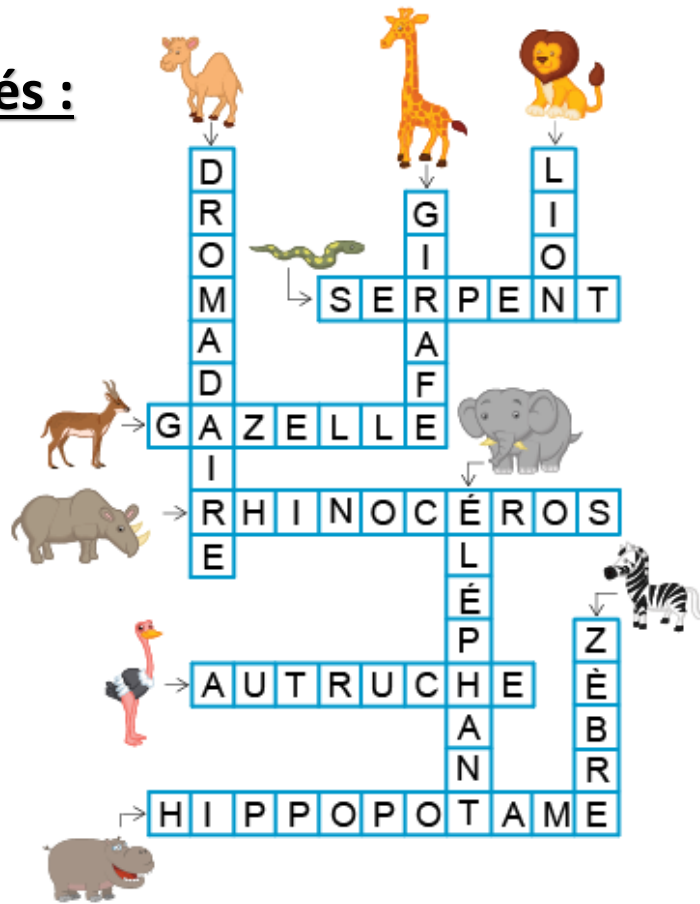 és :
DROMADAIRE
GIRAFE
LION
SERPENT
GAZELLE
RHINOCÉROS
ÉLÉPHANT
ZÈBRE
AUTRUCHE
HIPPOPOTAME